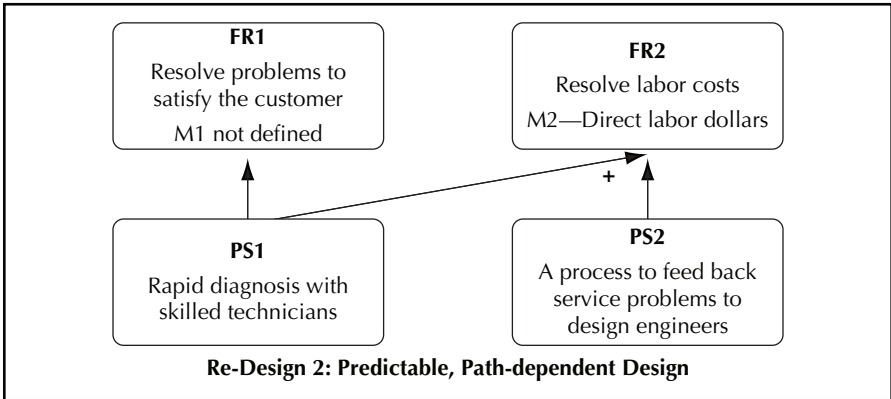 FR1
Resolve problems to
satisfy the customer
M1 not defined
FR2
Resolve labor costs
M2—Direct labor dollars
+
PS1
Rapid diagnosis with
skilled technicians
PS2
A process to feed back
service problems to
design engineers
Re-Design 2: Predictable, Path-dependent Design